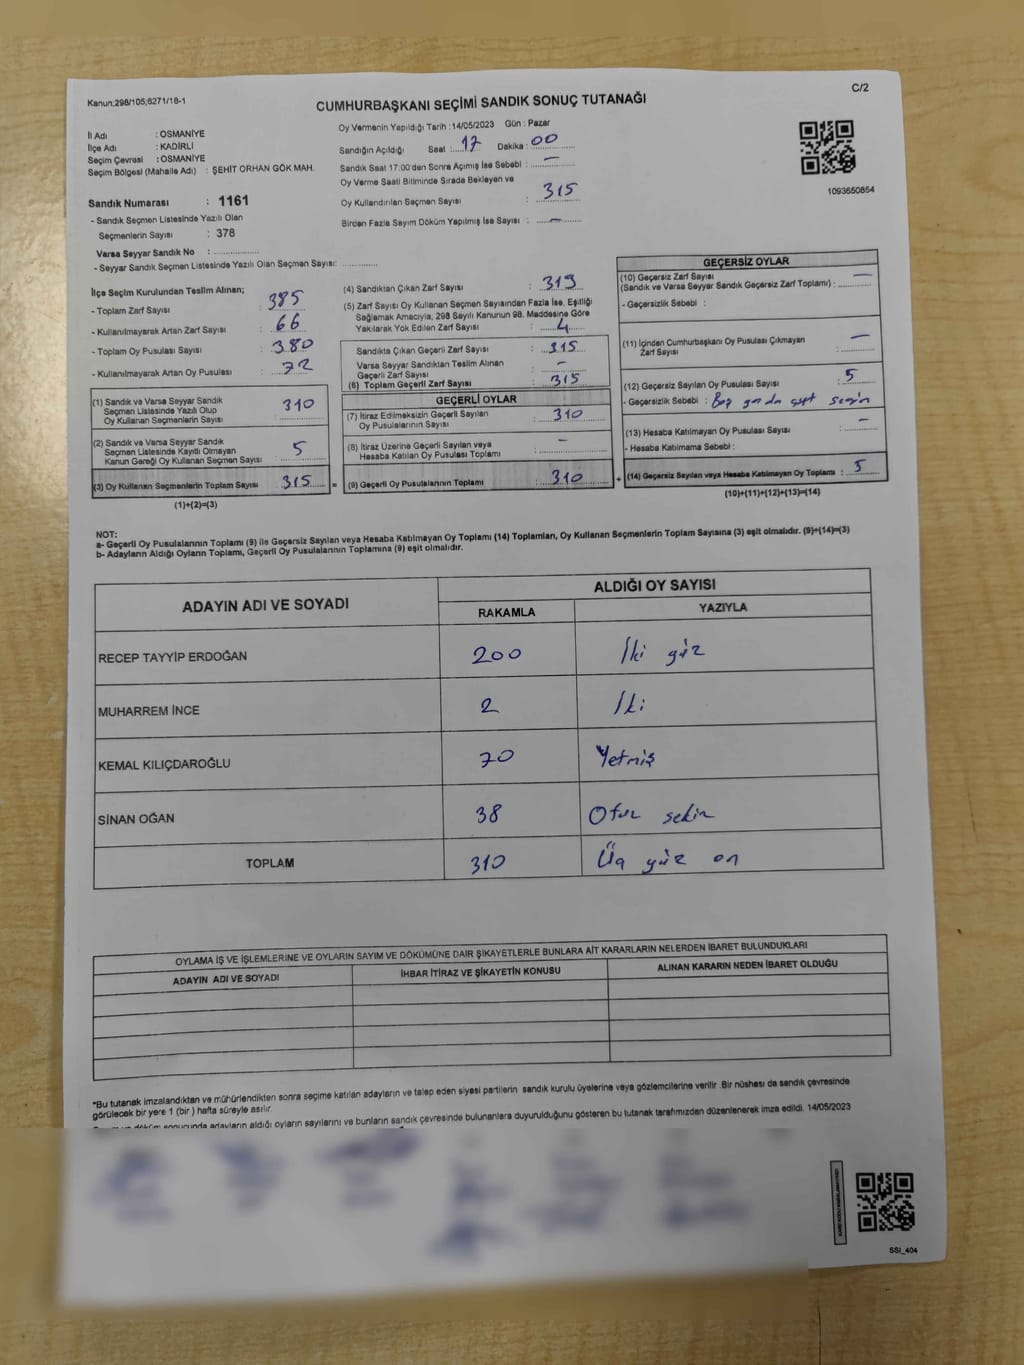 Kanun;298/105;6271/18-1
C/2
CUMHURBAŞKANI SEÇİMİ SANDIK SONUÇ TUTANAĞI
İl Adı : OSMANİYE
İlçe Adı : KADİRLİ
Seçim Çevresi : OSMANİYE
Seçim Bölgesi (Mahalle Adı) : ŞEHİT ORHAN GÖK MAH.
Sandık Numarası : 1161
- Sandık Seçmen Listesinde Yazılı Olan
Seçmenlerin Sayısı : 378
Varsa Seyyar Sandık No :
- Seyyar Sandık Seçmen Listesinde Yazılı Olan Seçmen Sayısı:
Oy Vermenin Yapıldığı Tarih :14/05/2023 Gün : Pazar
Sandığın Açıldığı Saat : 17 Dakika : 00
Sandık Saat 17:00'den Sonra Açılmış İse Sebebi : —
Oy Verme Saati Bitiminde Sırada Bekleyen ve
Oy Kullandırılan Seçmen Sayısı : 315
Birden Fazla Sayım Döküm Yapılmış İse Sayısı : —
1093650854
İlçe Seçim Kurulundan Teslim Alınan;
- Toplam Zarf Sayısı : 385
- Kullanılmayarak Artan Zarf Sayısı : 66
- Toplam Oy Pusulası Sayısı : 380
- Kullanılmayarak Artan Oy Pusulası : 72
(1) Sandık ve Varsa Seyyar Sandık
Seçmen Listesinde Yazılı Olup
Oy Kullanan Seçmenlerin Sayısı : 310
(2) Sandık ve Varsa Seyyar Sandık
Seçmen Listesinde Kayıtlı Olmayan
Kanun Gereği Oy Kullanan Seçmen Sayısı : 5
(3) Oy Kullanan Seçmenlerin Toplam Sayısı : 315
(1)+(2)=(3)
(4) Sandıktan Çıkan Zarf Sayısı : 319
(5) Zarf Sayısı Oy Kullanan Seçmen Sayısından Fazla İse, Eşitliği
Sağlamak Amacıyla; 298 Sayılı Kanunun 98. Maddesine Göre
Yakılarak Yok Edilen Zarf Sayısı : 4
Sandıkta Çıkan Geçerli Zarf Sayısı : 315
Varsa Seyyar Sandıktan Teslim Alınan
Geçerli Zarf Sayısı : -
(6) Toplam Geçerli Zarf Sayısı : 315
GEÇERLİ OYLAR
(7) İtiraz Edilmeksizin Geçerli Sayılan
Oy Pusulalarının Sayısı : 310
(8) İtiraz Üzerine Geçerli Sayılan veya
Hesaba Katılan Oy Pusulası Toplamı : -
= (9) Geçerli Oy Pusulalarının Toplamı : 310
GEÇERSİZ OYLAR
(10) Geçersiz Zarf Sayısı
(Sandık ve Varsa Seyyar Sandık Geçersiz Zarf Toplamı) : —
- Geçersizlik Sebebi :
(11) İçinden Cumhurbaşkanı Oy Pusulası Çıkmayan
Zarf Sayısı : —
(12) Geçersiz Sayılan Oy Pusulası Sayısı : 5
- Geçersizlik Sebebi :
(13) Hesaba Katılmayan Oy Pusulası Sayısı : —
- Hesaba Katılmama Sebebi :
+ (14) Geçersiz Sayılan veya Hesaba Katılmayan Oy Toplamı : 5
(10)+(11)+(12)+(13)=(14)
NOT:
a- Geçerli Oy Pusulalarının Toplamı (9) ile Geçersiz Sayılan veya Hesaba Katılmayan Oy Toplamı (14) Toplamları, Oy Kullanan Seçmenlerin Toplam Sayısına (3) eşit olmalıdır. (9)+(14)=(3)
b- Adayların Aldığı Oyların Toplamı, Geçerli Oy Pusulalarının Toplamına (9) eşit olmalıdır.
ADAYIN ADI VE SOYADI
ALDIĞI OY SAYISI
RAKAMLA YAZIYLA
RECEP TAYYİP ERDOĞAN 200 İki yüz
MUHARREM İNCE 2 İki
KEMAL KILIÇDAROĞLU 70 Yetmiş
SİNAN OĞAN 38 Otuz sekiz
TOPLAM 310 Üç yüz on
OYLAMA İŞ VE İŞLEMLERİNE VE OYLARIN SAYIM VE DÖKÜMÜNE DAİR ŞİKAYETLERLE BUNLARA AİT KARARLARIN NELERDEN İBARET BULUNDUKLARI
ADAYIN ADI VE SOYADI İHBAR İTİRAZ VE ŞİKAYETİN KONUSU ALINAN KARARIN NEDEN İBARET OLDUĞU
*Bu tutanak imzalandıktan ve mühürlendikten sonra seçime katılan adayların ve talep eden siyasi partilerin sandık kurulu üyelerine veya gözlemcilerine verilir .Bir nüshası da sandık çevresinde
görülecek bir yere 1 (bir ) hafta süreyle asılır.
sonucunda adayların aldığı oyların sayılarını ve bunların sandık çevresinde bulunanlara duyurulduğunu gösteren bu tutanak tarafımızdan düzenlenerek imza edildi. 14/05/2023
SSI_404